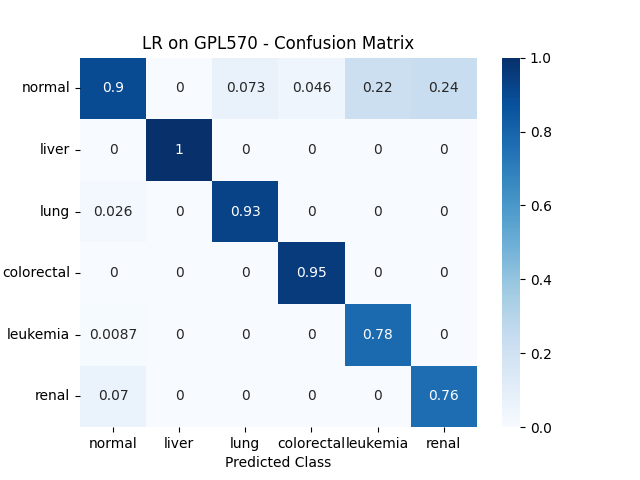 LR on GPL570 - Confusion Matrix
normal 0.9 0 0.073 0.046 0.22 0.24
liver 0 1 0 0 0 0
lung 0.026 0 0.93 0 0 0
colorectal 0 0 0 0.95 0 0
leukemia 0.0087 0 0 0 0.78 0
renal 0.07 0 0 0 0 0.76
normal liver lung colorectal leukemia renal
Predicted Class
1.0
0.8
0.6
0.4
0.2
0.0